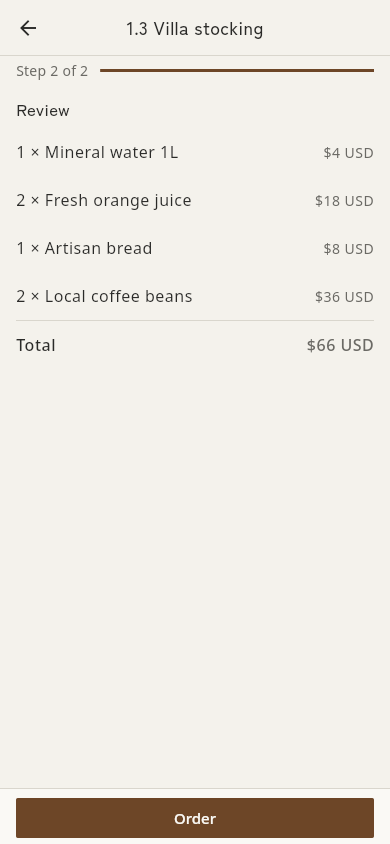 1.3 Villa stocking
Step 2 of 2
Review
1 × Mineral water 1L $4 USD
2 × Fresh orange juice $18 USD
1 × Artisan bread $8 USD
2 × Local coffee beans $36 USD
Total $66 USD
Order